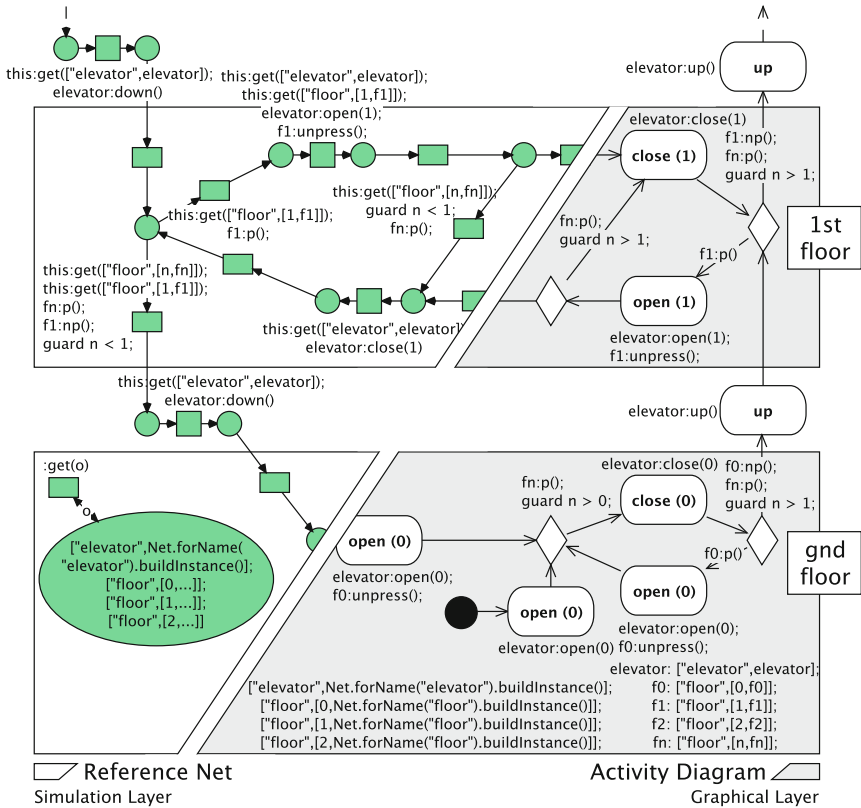 this:get(["elevator",elevator]);
elevator:down()
this:get(["elevator",elevator]);
this:get(["floor",[1,f1]]);
elevator:open(1);
f1:unpress();
elevator:up()
up
elevator:close(1)
close (1)
f1:np();
fn:p();
guard n > 1;
this:get(["floor",[n,fn]]);
guard n < 1;
fn:p();
this:get(["floor",[1,f1]]);
f1:p();
fn:p();
guard n > 1;
1st
floor
f1:p()
this:get(["floor",[n,fn]]);
this:get(["floor",[1,f1]]);
fn:p();
f1:np();
guard n < 1;
open (1)
this:get(["elevator",elevator
elevator:close(1)
elevator:open(1);
f1:unpress();
this:get(["elevator",elevator]);
elevator:down()
elevator:up()
up
:get(o)
o
["elevator",Net.forName(
"elevator").buildInstance()];
["floor",[0,...]];
["floor",[1,...]];
["floor",[2,...]]
elevator:close(0)
close (0)
f0:np();
fn:p();
guard n > 1;
fn:p();
guard n > 0;
open (0)
elevator:open(0);
f0:unpress();
f0:p()
gnd
floor
open (0)
elevator:open(0)
open (0)
elevator:open(0);
f0:unpress();
elevator: ["elevator",elevator];
["elevator",Net.forName("elevator").buildInstance()]; f0: ["floor",[0,f0]];
["floor",[0,Net.forName("floor").buildInstance()]]; f1: ["floor",[1,f1]];
["floor",[1,Net.forName("floor").buildInstance()]]; f2: ["floor",[2,f2]];
["floor",[2,Net.forName("floor").buildInstance()]]; fn: ["floor",[n,fn]];
Reference Net
Simulation Layer
Activity Diagram
Graphical Layer